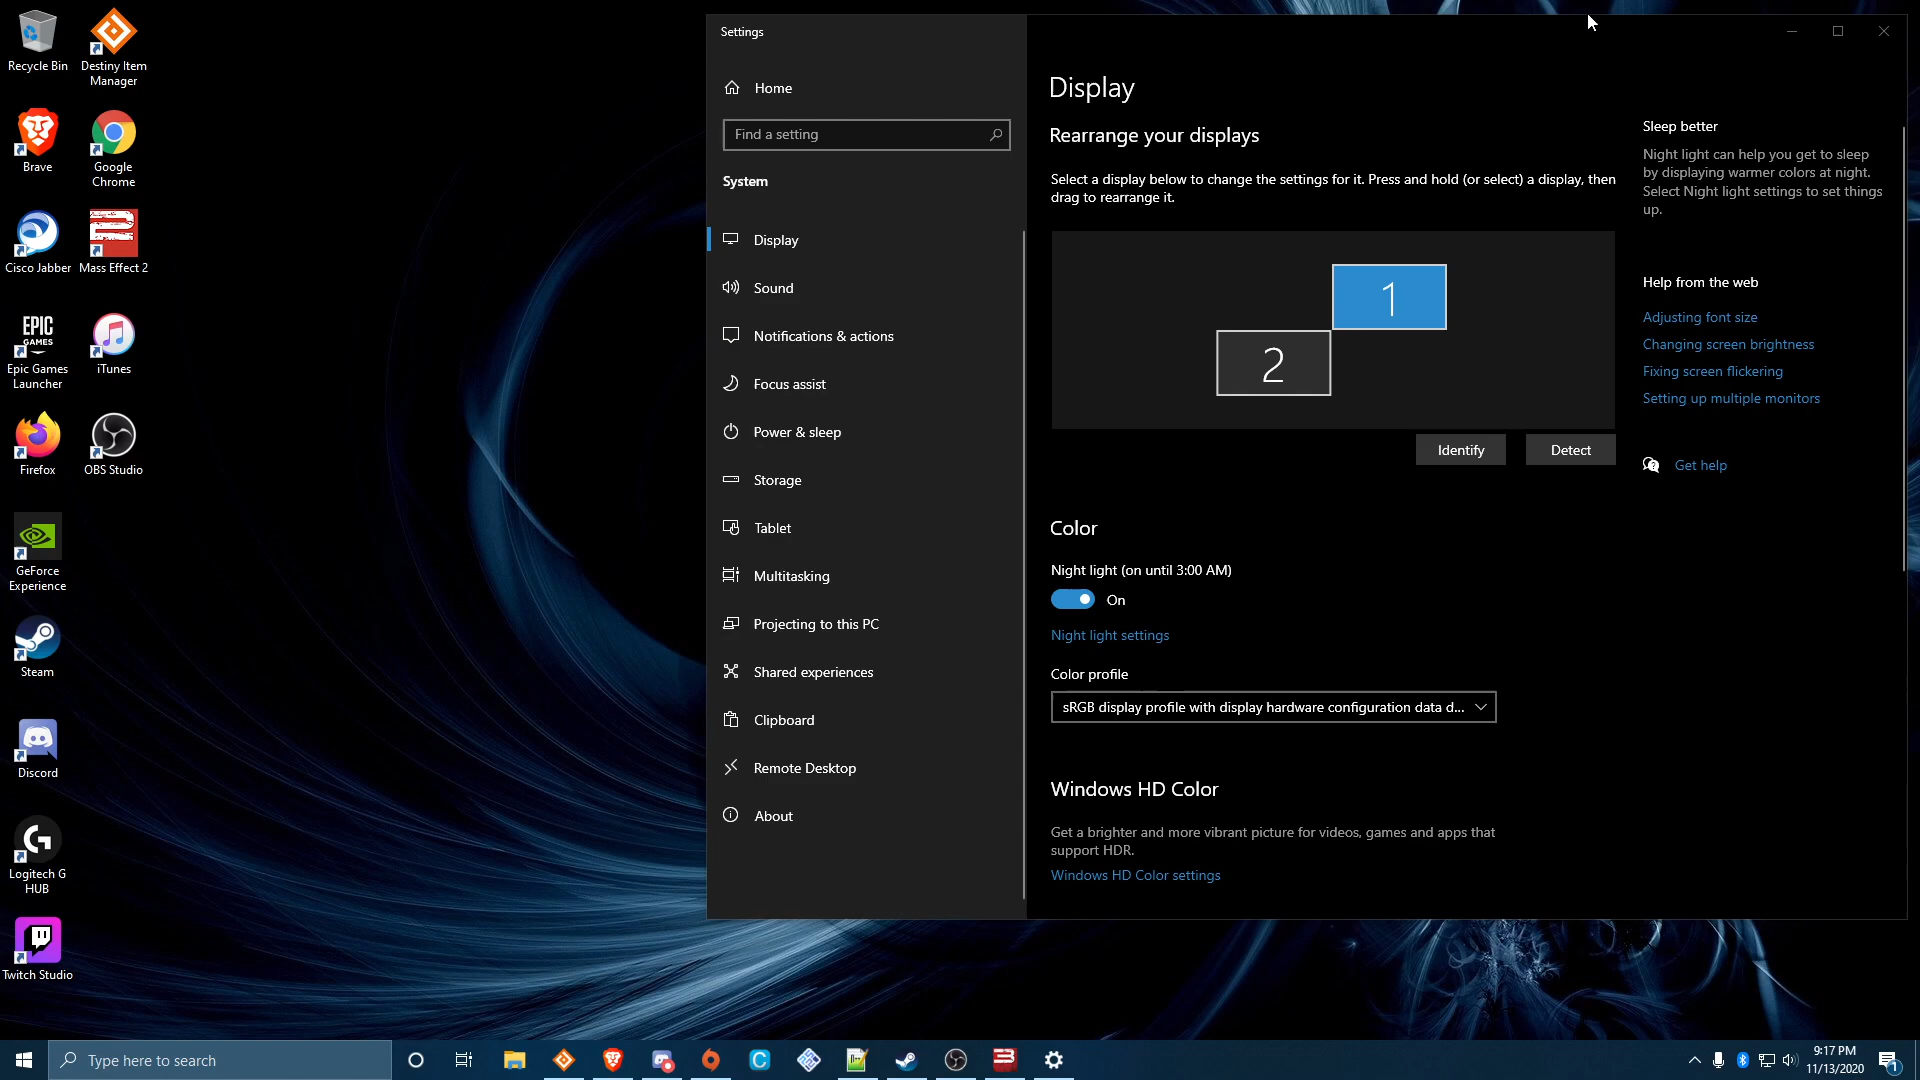 Recycle Bin
Destiny Item
Manager
Brave
Google
Chrome
Cisco Jabber
Mass Effect 2
EPIC
GAMES
Epic Games
Launcher
iTunes
Firefox
OBS Studio
GeForce
Experience
Steam
Discord
Logitech G
HUB
Twitch Studio
Settings
Home
Find a setting
System
Display
Sound
Notifications & actions
Focus assist
Power & sleep
Storage
Tablet
Multitasking
Projecting to this PC
Shared experiences
Clipboard
Remote Desktop
About
Display
Rearrange your displays
Select a display below to change the settings for it. Press and hold (or select) a display, then
drag to rearrange it.
1
2
Identify
Detect
Color
Night light (on until 3:00 AM)
On
Night light settings
Color profile
sRGB display profile with display hardware configuration data d...
Windows HD Color
Get a brighter and more vibrant picture for videos, games and apps that
support HDR.
Windows HD Color settings
Sleep better
Night light can help you get to sleep
by displaying warmer colors at night.
Select Night light settings to set things
up.
Help from the web
Adjusting font size
Changing screen brightness
Fixing screen flickering
Setting up multiple monitors
Get help
Type here to search
9:17 PM
11/13/2020
1